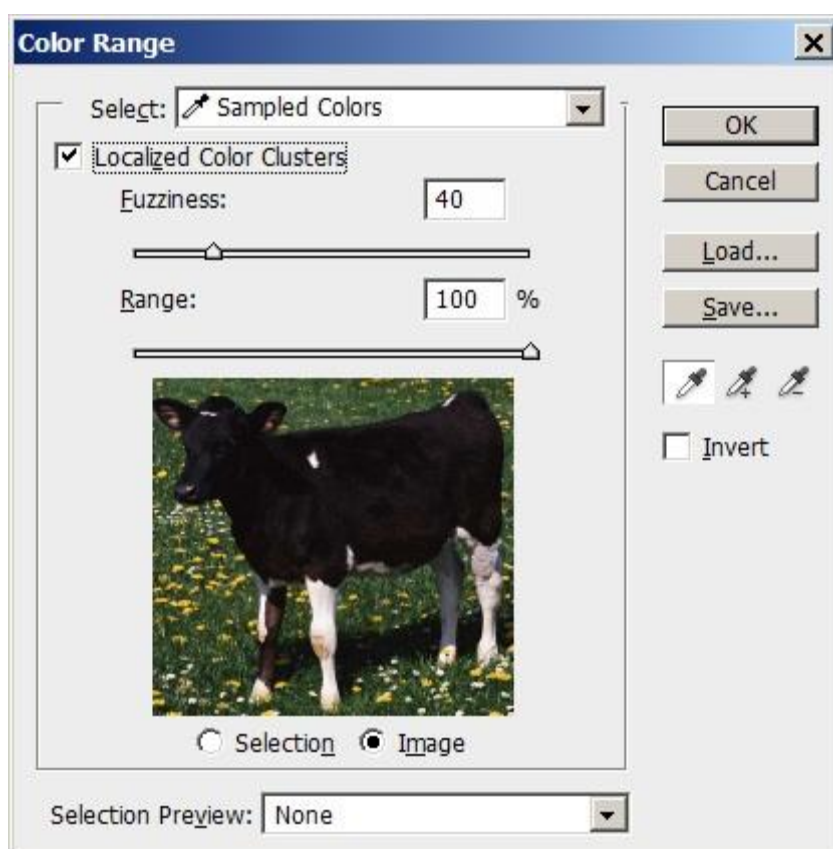 Color Range
Select: Sampled Colors
OK
Localized Color Clusters
Cancel
Fuzziness: 40
Load...
Range: 100 %
Save...
Invert
Selection Image
Selection Preview: None